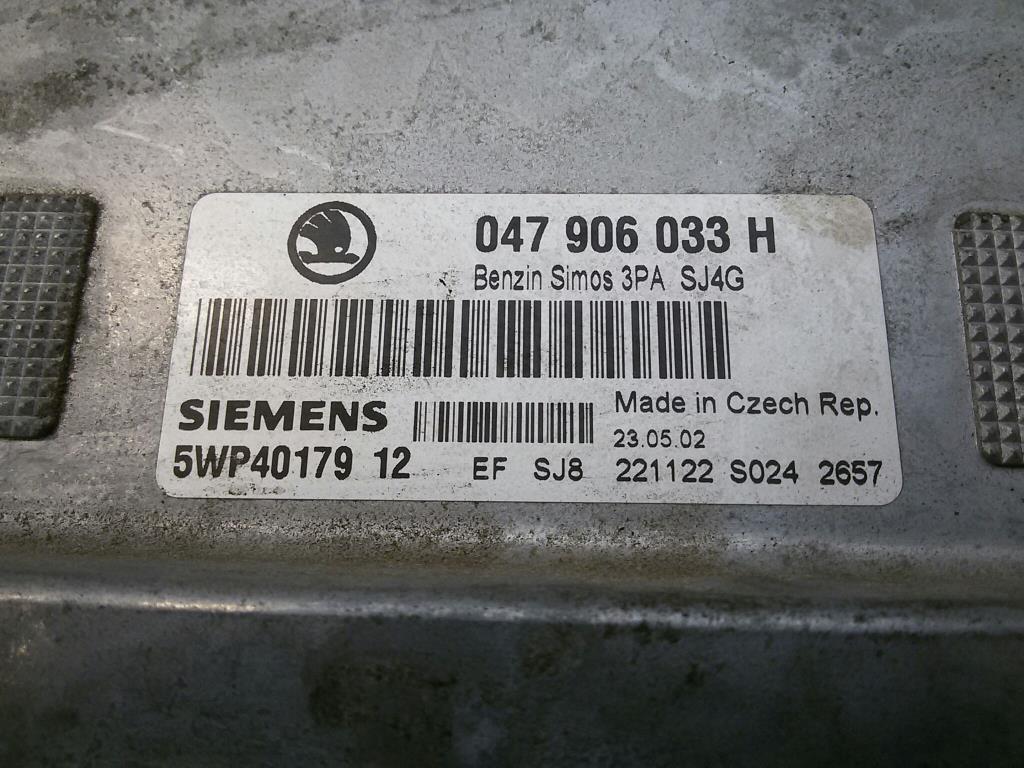 047 906 033 H
Benzin Simos 3PA SJ4G
SIEMENS Made in Czech Rep.
23.05.02
5WP40179 12 EF SJ8 221122 S024 2657